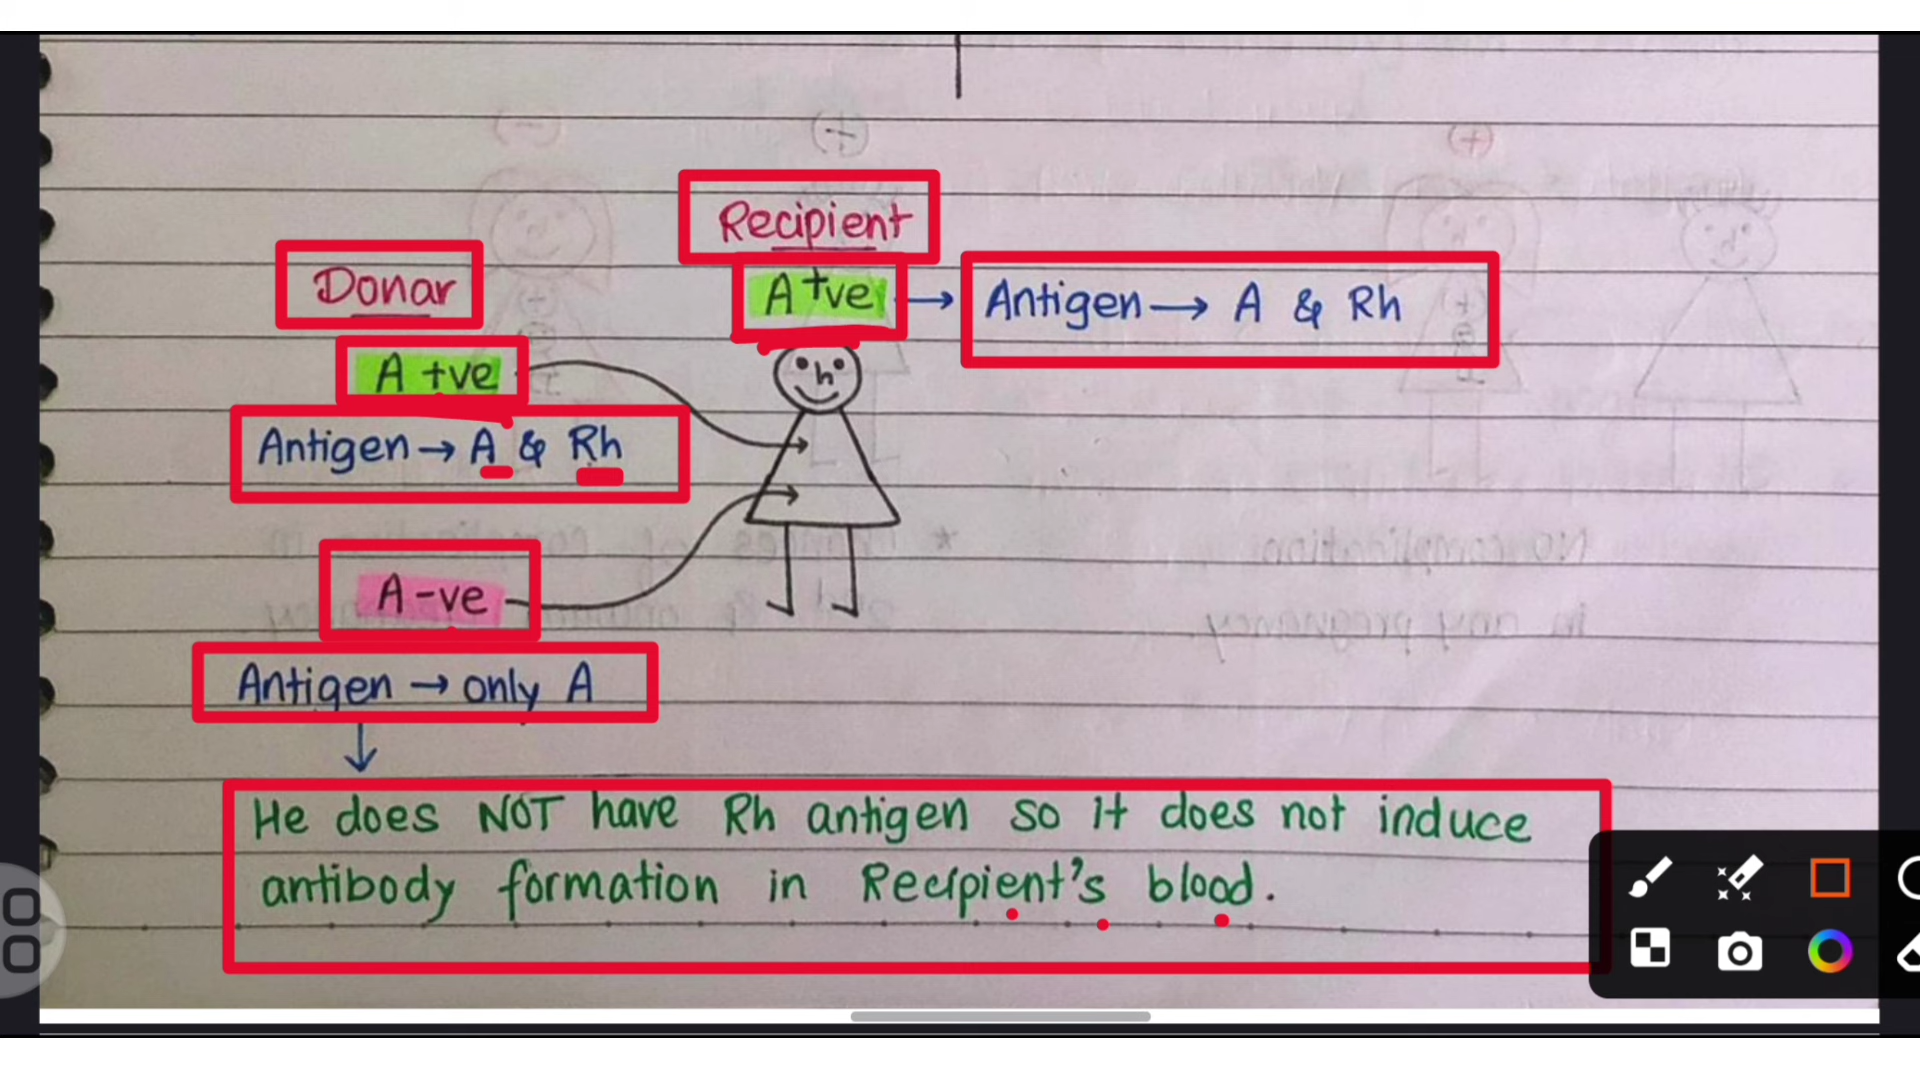 Recipient
Donar
A +ve → Antigen → A & Rh
A +ve
Antigen → A & Rh
A -ve
Antigen → only A
He does NOT have Rh antigen so it does not induce
antibody formation in Recipient's blood.